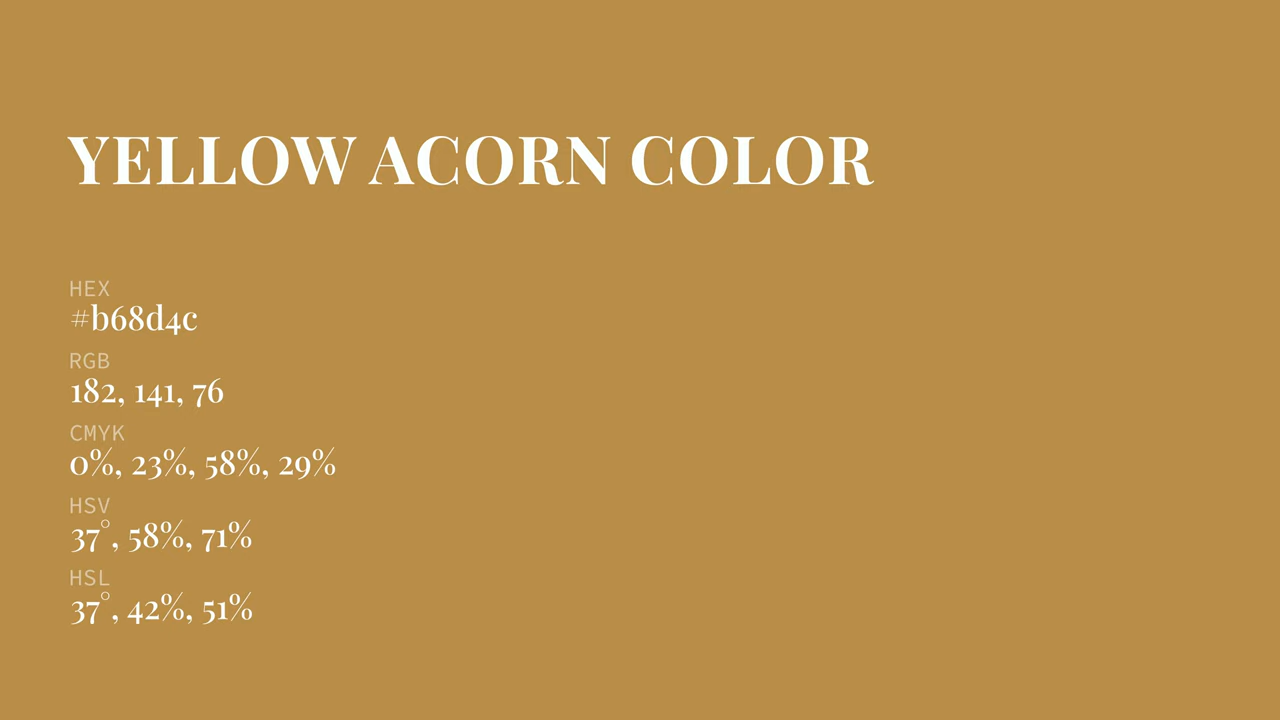 YELLOW ACORN COLOR
HEX
#b68d4c
RGB
182, 141, 76
CMYK
0%, 23%, 58%, 29%
HSV
37°, 58%, 71%
HSL
37°, 42%, 51%